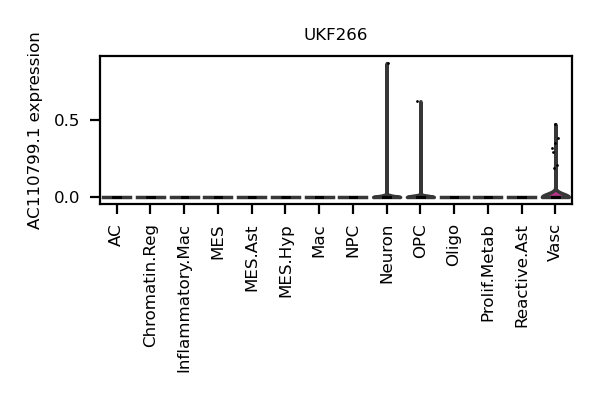 UKF266
AC110799.1 expression
0.5
0.0
AC
Chromatin.Reg
Inflammatory.Mac
MES
MES.Ast
MES.Hyp
Mac
NPC
Neuron
OPC
Oligo
Prolif.Metab
Reactive.Ast
Vasc